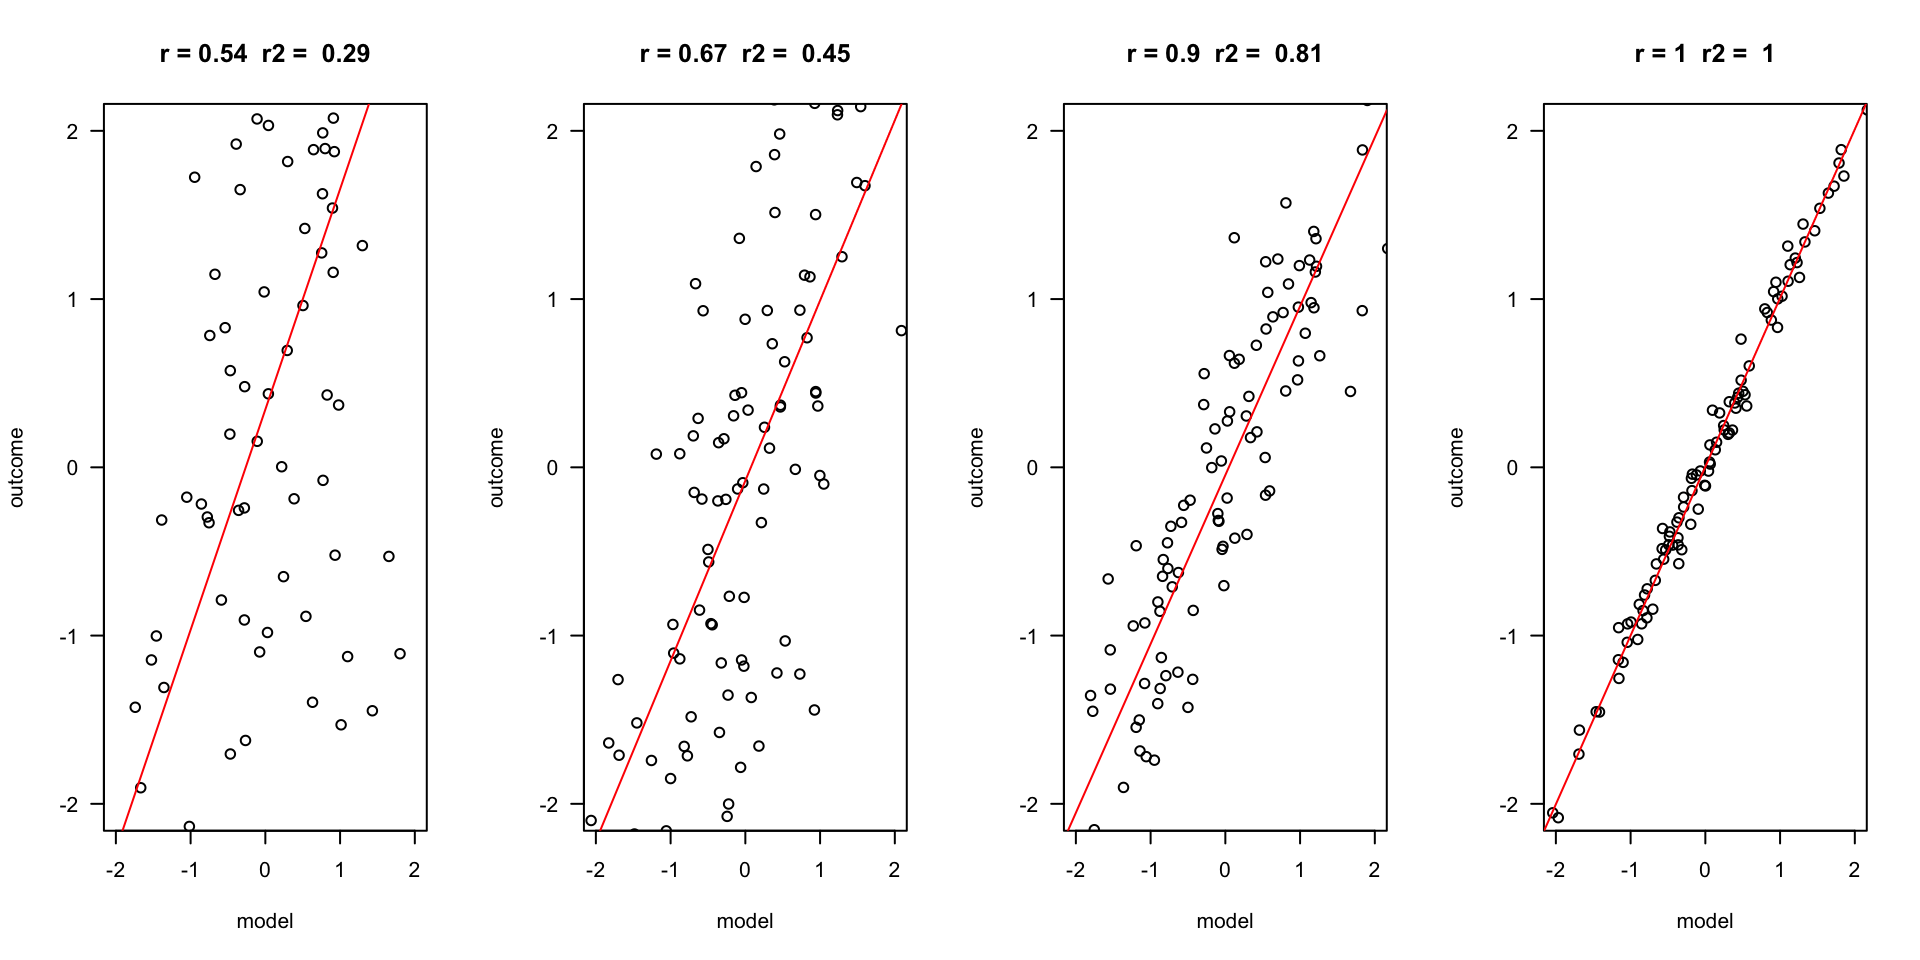 r = 0.54  r2 =  0.29
2
1
0
-1
-2
outcome
-2 -1 0 1 2
model
r = 0.67  r2 =  0.45
2
1
0
-1
-2
outcome
-2 -1 0 1 2
model
r = 0.9  r2 =  0.81
2
1
0
-1
-2
outcome
-2 -1 0 1 2
model
r = 1  r2 =  1
2
1
0
-1
-2
outcome
-2 -1 0 1 2
model